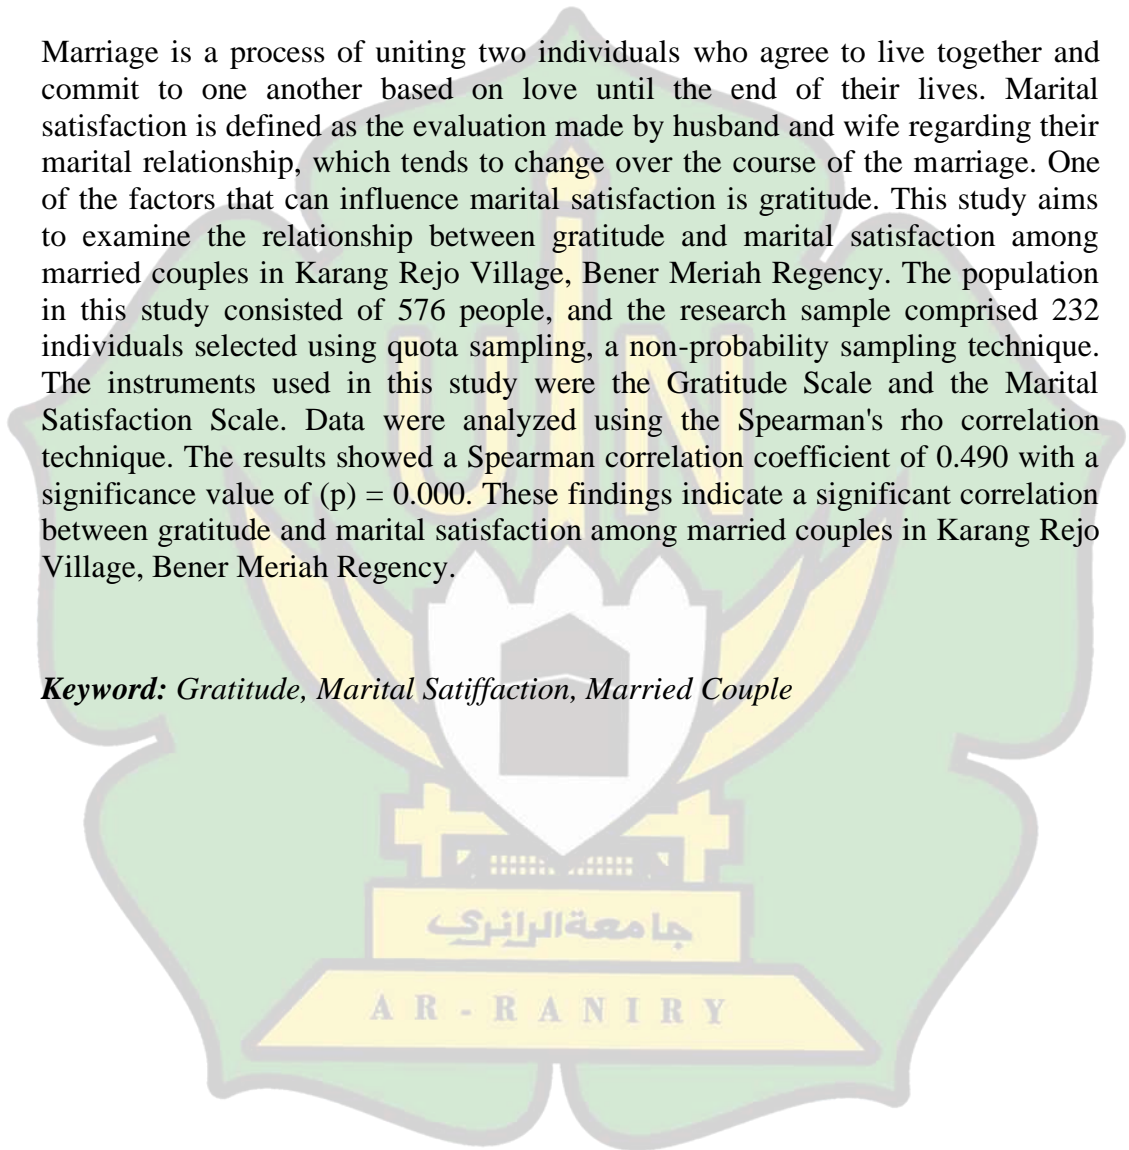 Marriage is a process of uniting two individuals who agree to live together and
commit to one another based on love until the end of their lives. Marital
satisfaction is defined as the evaluation made by husband and wife regarding their
marital relationship, which tends to change over the course of the marriage. One
of the factors that can influence marital satisfaction is gratitude. This study aims
to examine the relationship between gratitude and marital satisfaction among
married couples in Karang Rejo Village, Bener Meriah Regency. The population
in this study consisted of 576 people, and the research sample comprised 232
individuals selected using quota sampling, a non-probability sampling technique.
The instruments used in this study were the Gratitude Scale and the Marital
Satisfaction Scale. Data were analyzed using the Spearman's rho correlation
technique. The results showed a Spearman correlation coefficient of 0.490 with a
significance value of (p) = 0.000. These findings indicate a significant correlation
between gratitude and marital satisfaction among married couples in Karang Rejo
Village, Bener Meriah Regency.
Keyword: Gratitude, Marital Satiffaction, Married Couple
UIN
جامعةالرانري
AR-RANIRY